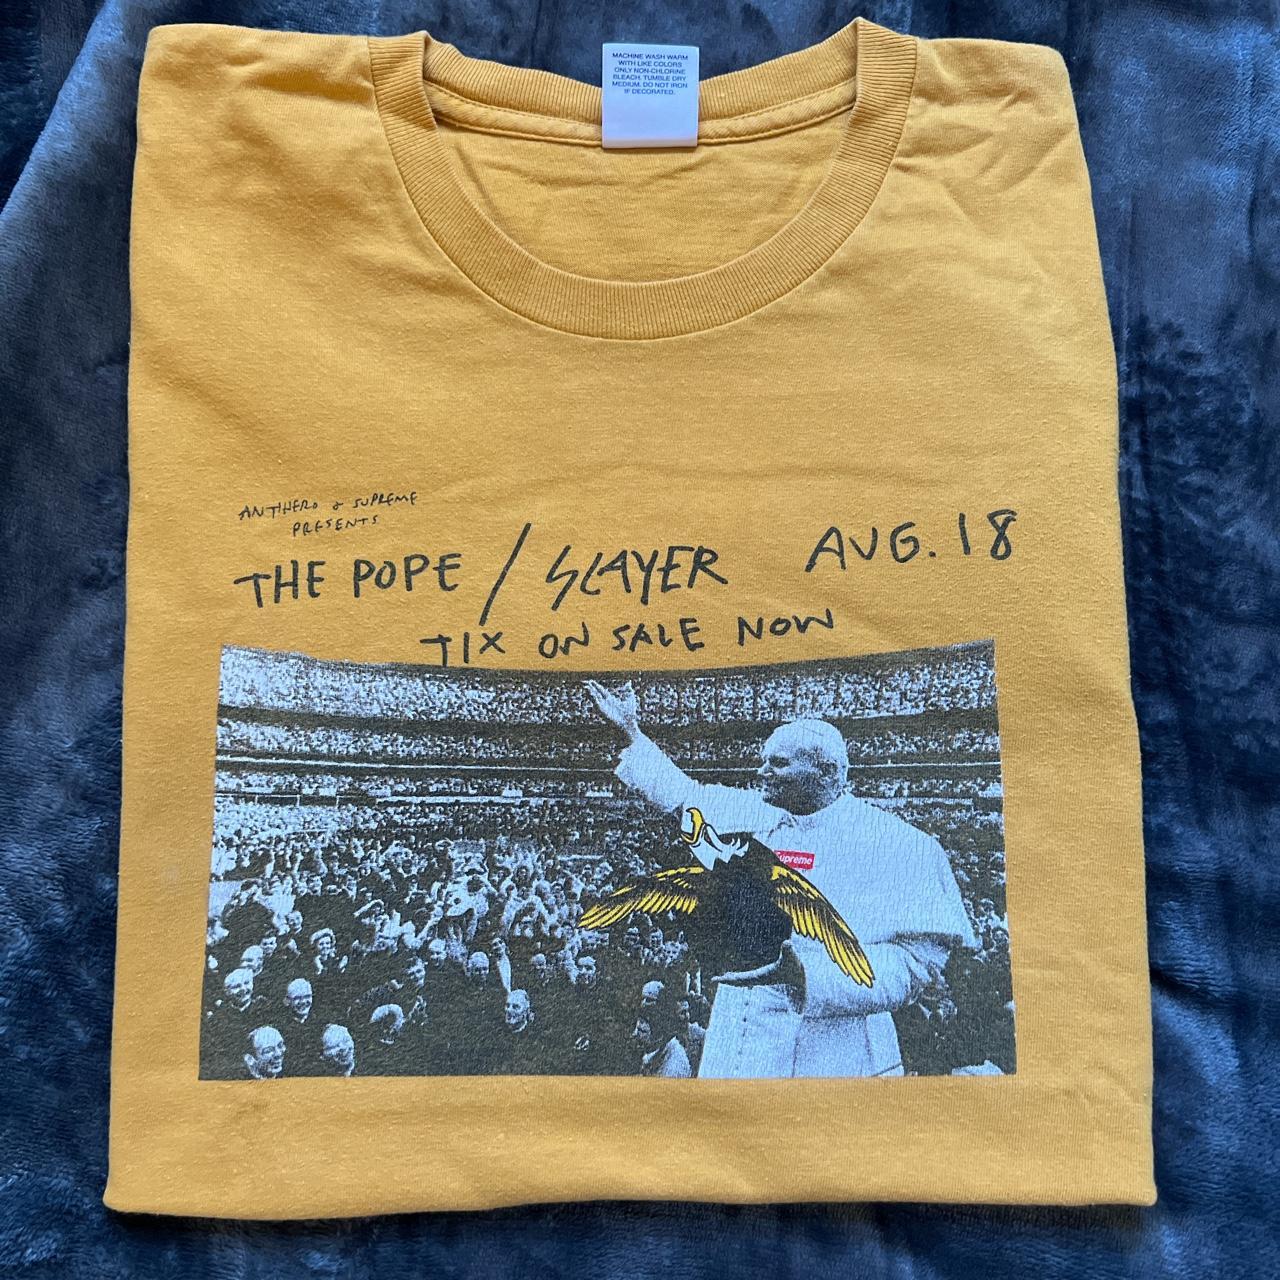 MACHINE WASH WARM
WITH LIKE COLORS
ONLY NON-CHLORINE
BLEACH. TUMBLE DRY
MEDIUM. DO NOT IRON
IF DECORATED.
ANTIHERO & SUPREME
PRESENTS
THE POPE / SLAYER AUG. 18
TIX ON SALE NOW
Supreme